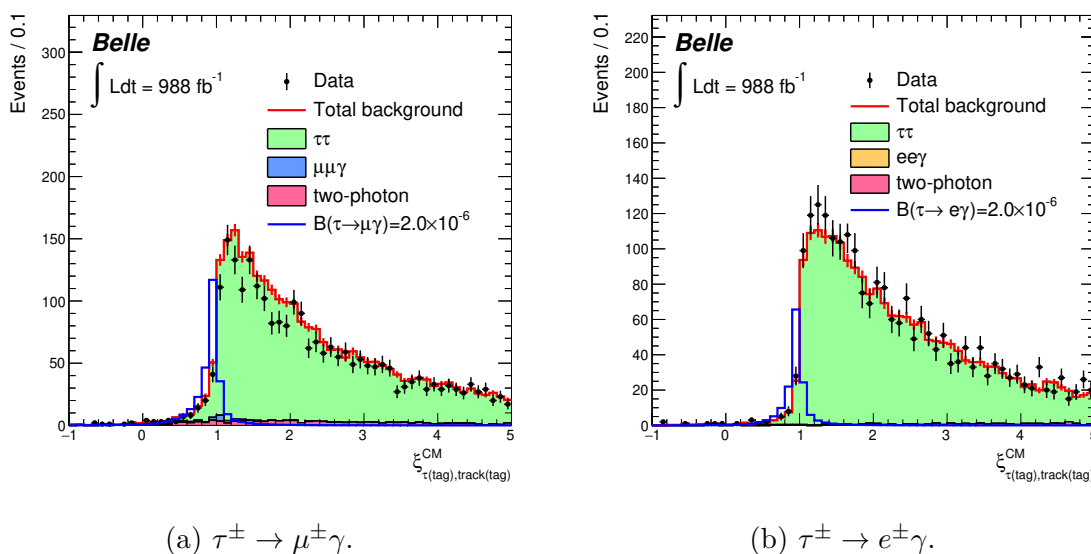 Events / 0.1
300
250
200
150
100
50
0
Belle
∫ Ldt = 988 fb⁻¹
Data
Total background
ττ
μμγ
two-photon
B(τ→μγ)=2.0×10⁻⁶
−1 0 1 2 3 4 5
ξ^CM_τ(tag),track(tag)
(a) τ± → μ±γ.
Events / 0.1
220
200
180
160
140
120
100
80
60
40
20
0
Belle
∫ Ldt = 988 fb⁻¹
Data
Total background
ττ
eeγ
two-photon
B(τ→ eγ)=2.0×10⁻⁶
−1 0 1 2 3 4
ξ^CM_τ(tag),track(tag)
(b) τ± → e±γ.